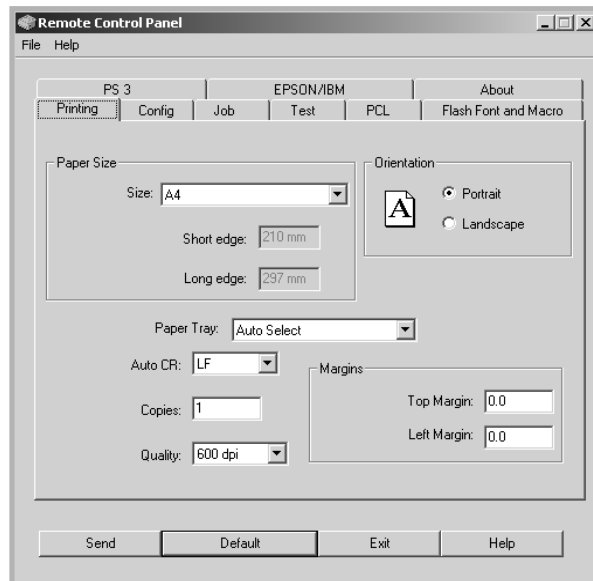 Remote Control Panel
File Help
PS 3 EPSON/IBM About
Printing Config Job Test PCL Flash Font and Macro
Paper Size
Size: A4
Short edge: 210 mm
Long edge: 297 mm
Orientation
A
Portrait
Landscape
Paper Tray: Auto Select
Auto CR: LF
Copies: 1
Quality: 600 dpi
Margins
Top Margin: 0.0
Left Margin: 0.0
Send Default Exit Help